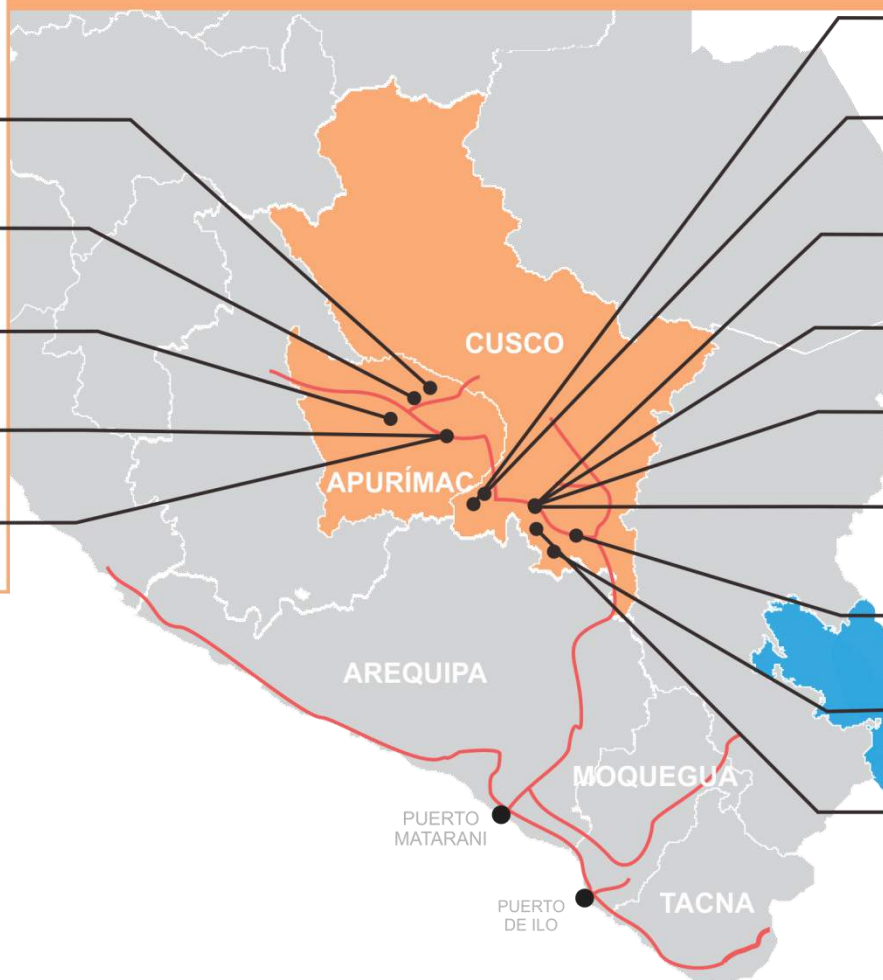 CUSCO
APURÍMAC
AREQUIPA
MOQUEGUA
PUERTO
MATARANI
PUERTO
DE ILO
TACNA